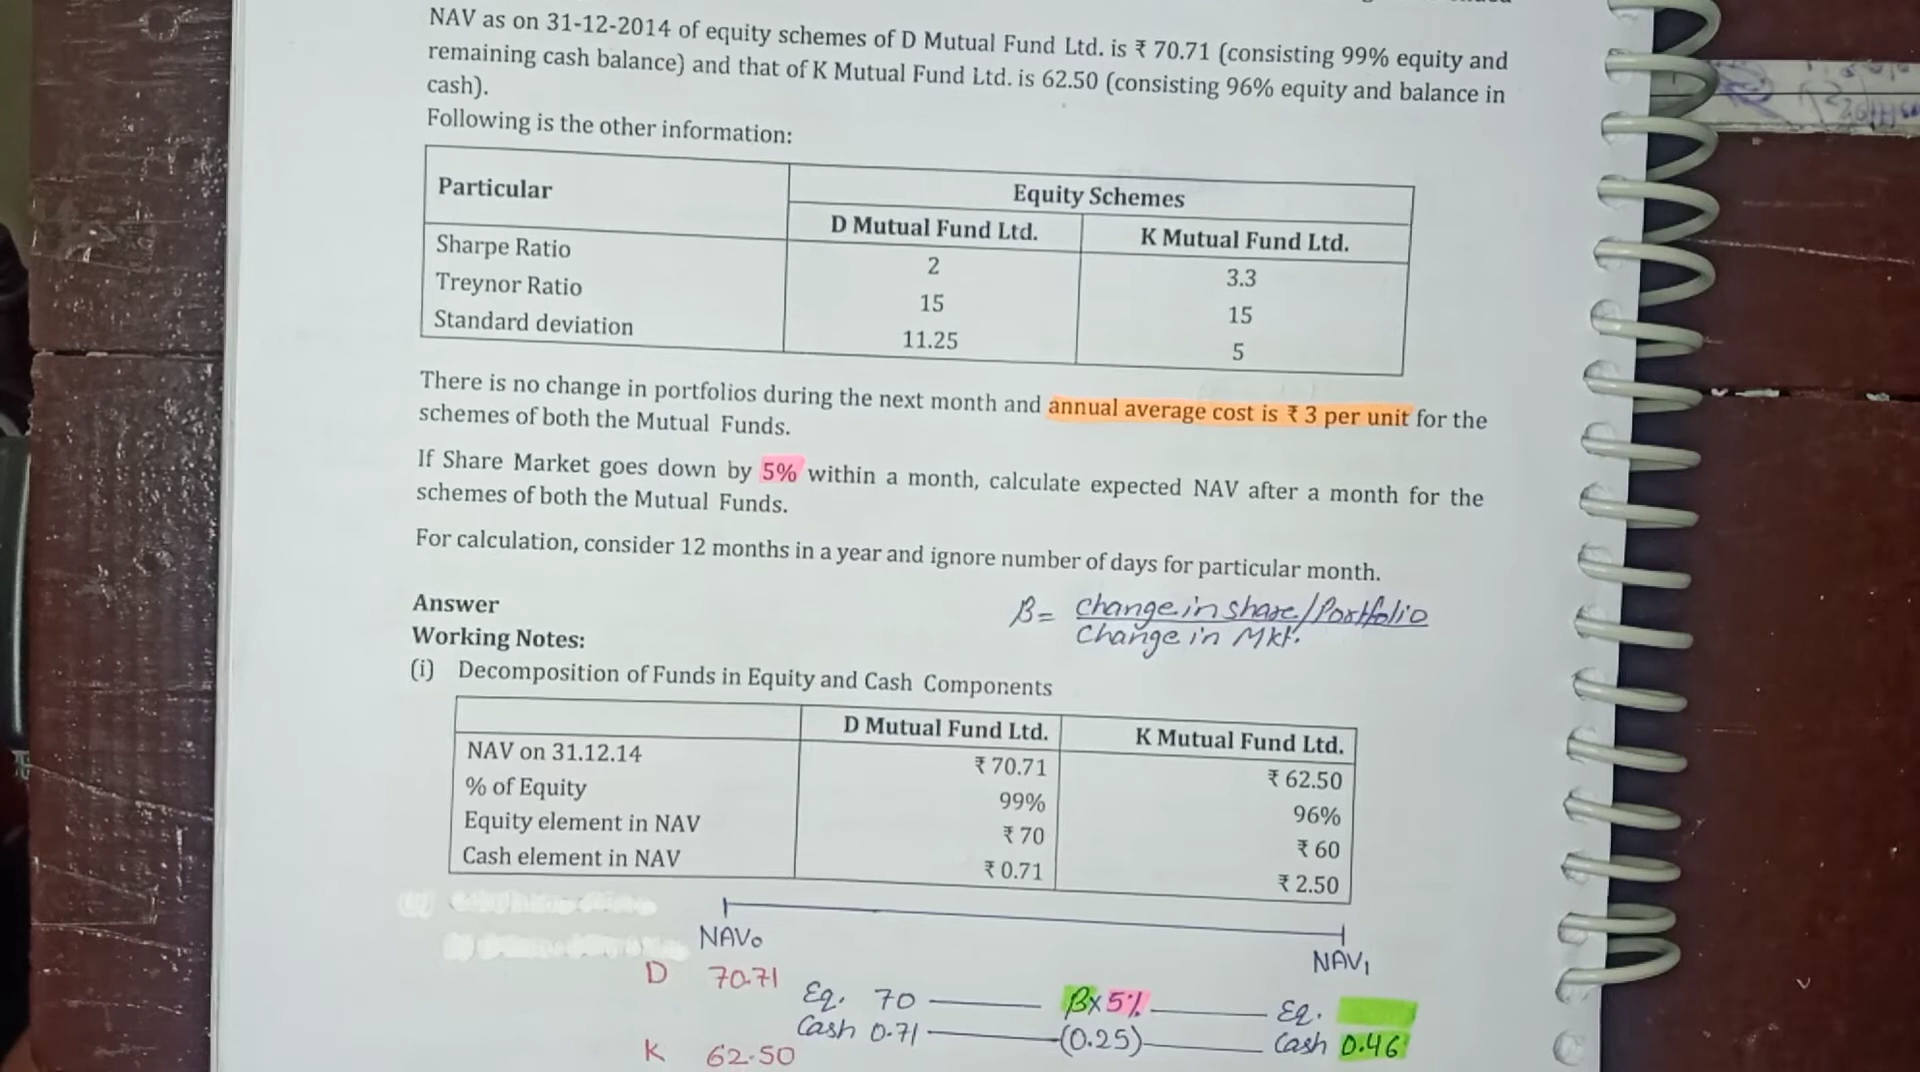 NAV as on 31-12-2014 of equity schemes of D Mutual Fund Ltd. is ₹ 70.71 (consisting 99% equity and
remaining cash balance) and that of K Mutual Fund Ltd. is 62.50 (consisting 96% equity and balance in
cash).
Following is the other information:
Particular
Equity Schemes
D Mutual Fund Ltd. K Mutual Fund Ltd.
Sharpe Ratio 2 3.3
Treynor Ratio 15 15
Standard deviation 11.25 5
There is no change in portfolios during the next month and annual average cost is ₹ 3 per unit for the
schemes of both the Mutual Funds.
If Share Market goes down by 5% within a month, calculate expected NAV after a month for the
schemes of both the Mutual Funds.
For calculation, consider 12 months in a year and ignore number of days for particular month.
Answer
β = Change in share/Portfolio
Change in Mkt.
Working Notes:
(i) Decomposition of Funds in Equity and Cash Components
D Mutual Fund Ltd. K Mutual Fund Ltd.
NAV on 31.12.14 ₹ 70.71 ₹ 62.50
% of Equity 99% 96%
Equity element in NAV ₹ 70 ₹ 60
Cash element in NAV ₹ 0.71 ₹ 2.50
NAV₀ NAV₁
D 70.71
Eq. 70 β×5% Eq.
Cash 0.71 (0.25) Cash 0.46
K 62.50